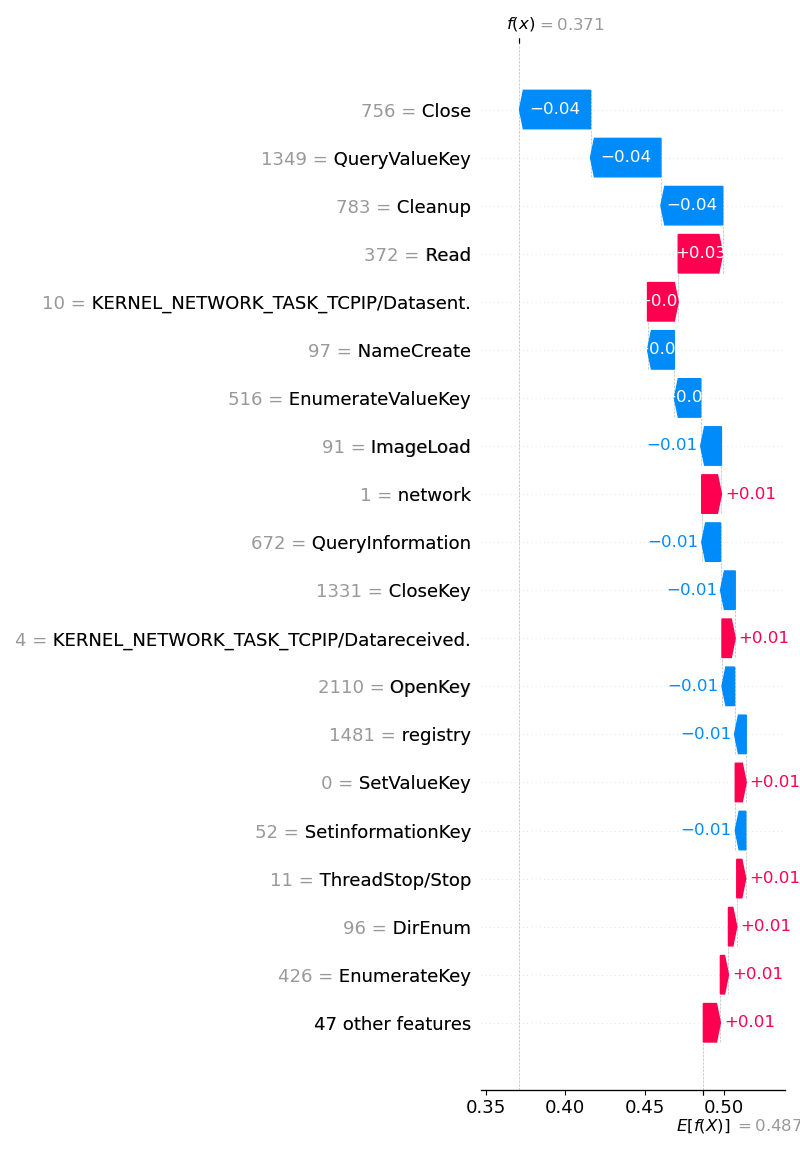 f(x) = 0.371
756 = Close −0.04
1349 = QueryValueKey −0.04
783 = Cleanup −0.04
372 = Read +0.03
10 = KERNEL_NETWORK_TASK_TCPIP/Datasent.
97 = NameCreate
516 = EnumerateValueKey
91 = ImageLoad −0.01
1 = network +0.01
672 = QueryInformation −0.01
1331 = CloseKey −0.01
4 = KERNEL_NETWORK_TASK_TCPIP/Datareceived. +0.01
2110 = OpenKey −0.01
1481 = registry −0.01
0 = SetValueKey +0.01
52 = SetinformationKey −0.01
11 = ThreadStop/Stop +0.01
96 = DirEnum +0.01
426 = EnumerateKey +0.01
47 other features +0.01
0.35 0.40 0.45 0.50
E[f(X)] = 0.487